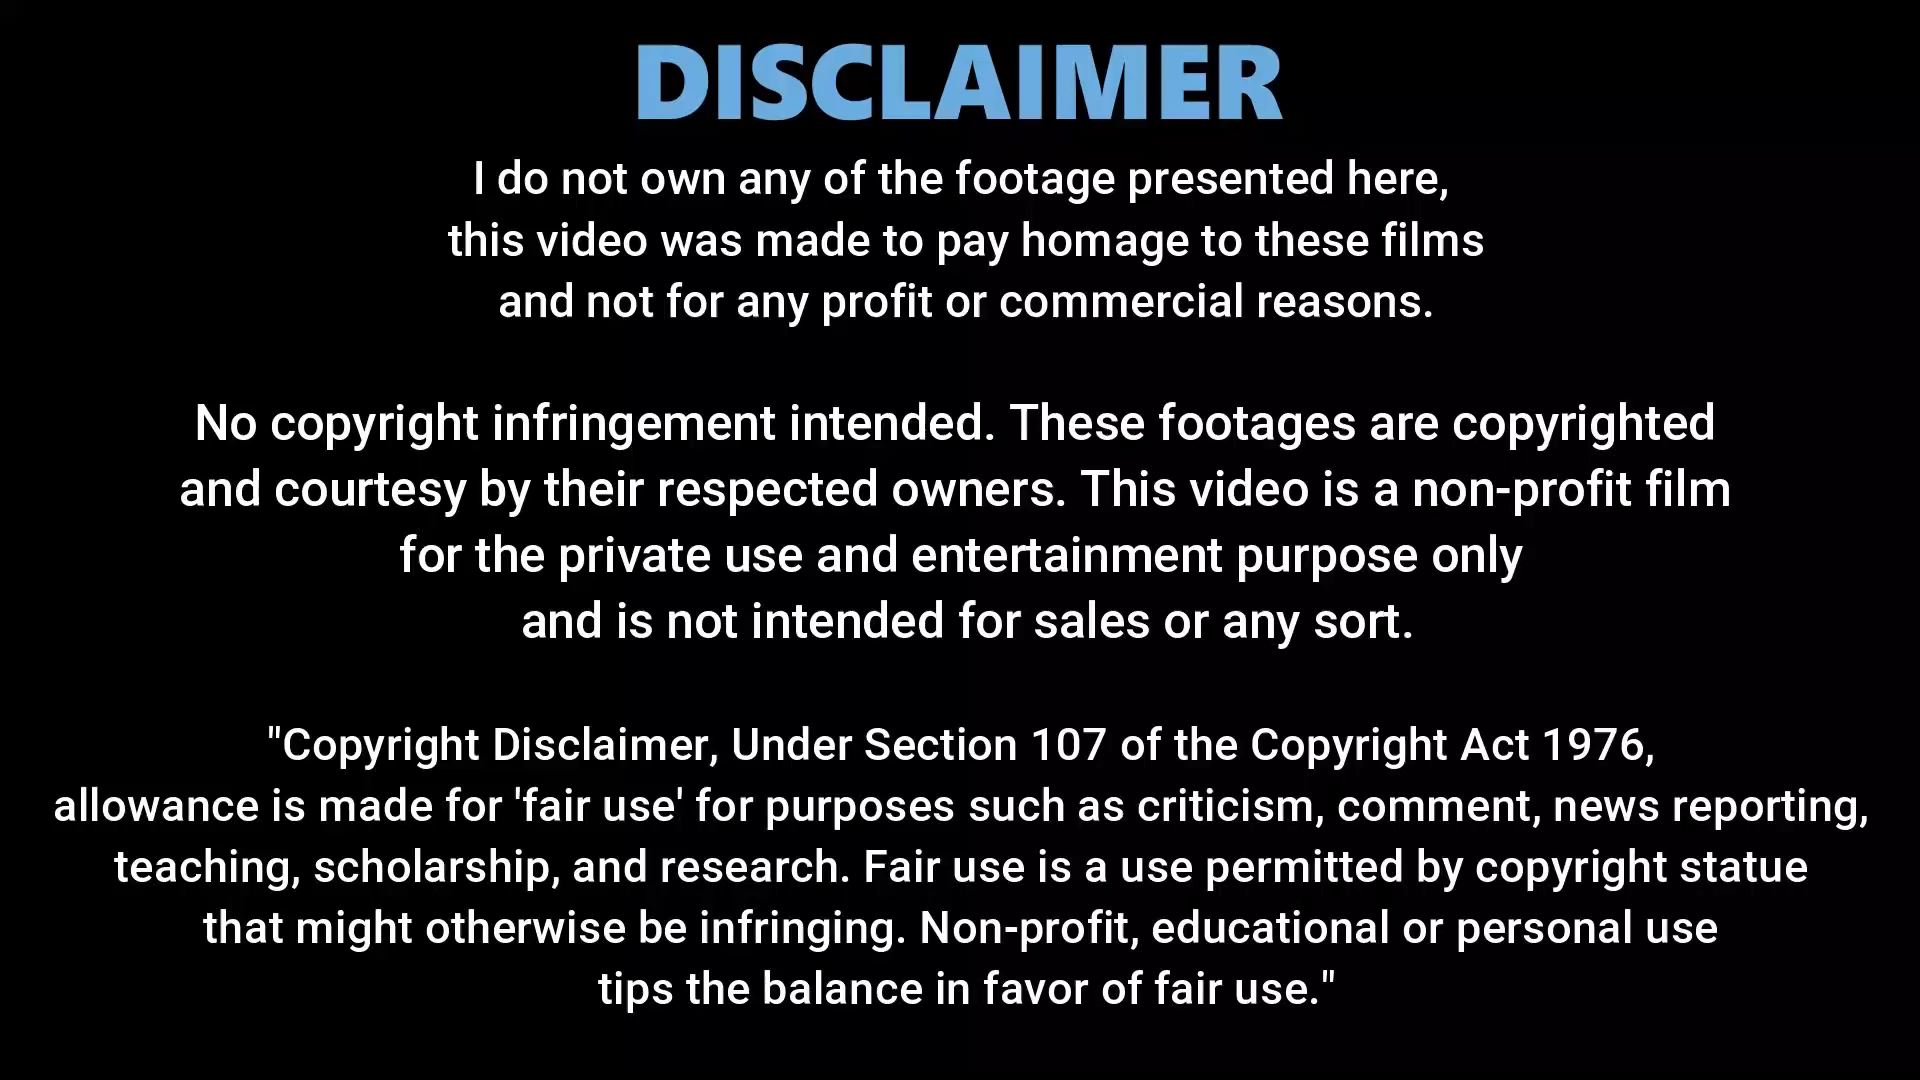 DISCLAIMER
I do not own any of the footage presented here,
this video was made to pay homage to these films
and not for any profit or commercial reasons.
No copyright infringement intended. These footages are copyrighted
and courtesy by their respected owners. This video is a non-profit film
for the private use and entertainment purpose only
and is not intended for sales or any sort.
"Copyright Disclaimer, Under Section 107 of the Copyright Act 1976,
allowance is made for 'fair use' for purposes such as criticism, comment, news reporting,
teaching, scholarship, and research. Fair use is a use permitted by copyright statue
that might otherwise be infringing. Non-profit, educational or personal use
tips the balance in favor of fair use."